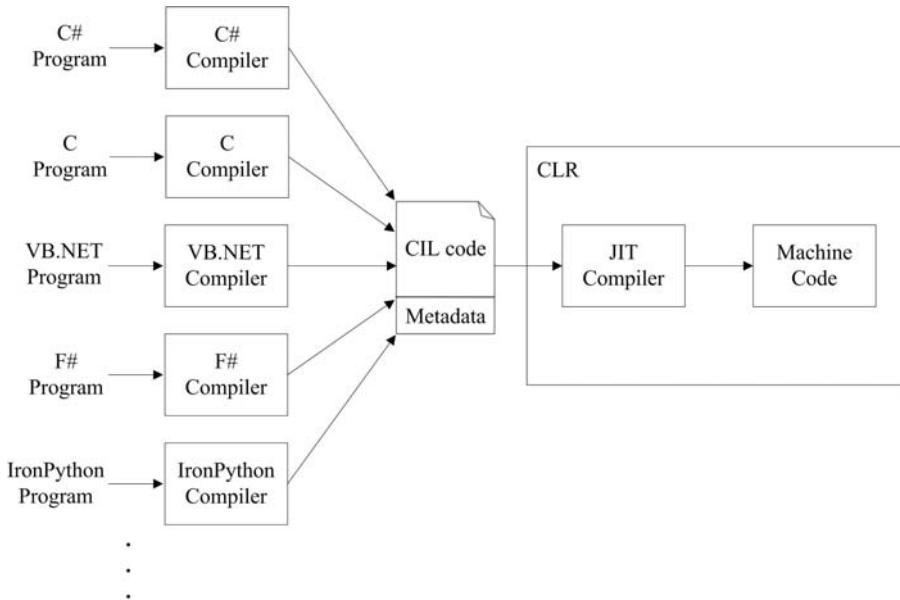 C#
Program
C#
Compiler
C
Program
C
Compiler
VB.NET
Program
VB.NET
Compiler
F#
Program
F#
Compiler
IronPython
Program
IronPython
Compiler
CIL code
Metadata
CLR
JIT
Compiler
Machine
Code